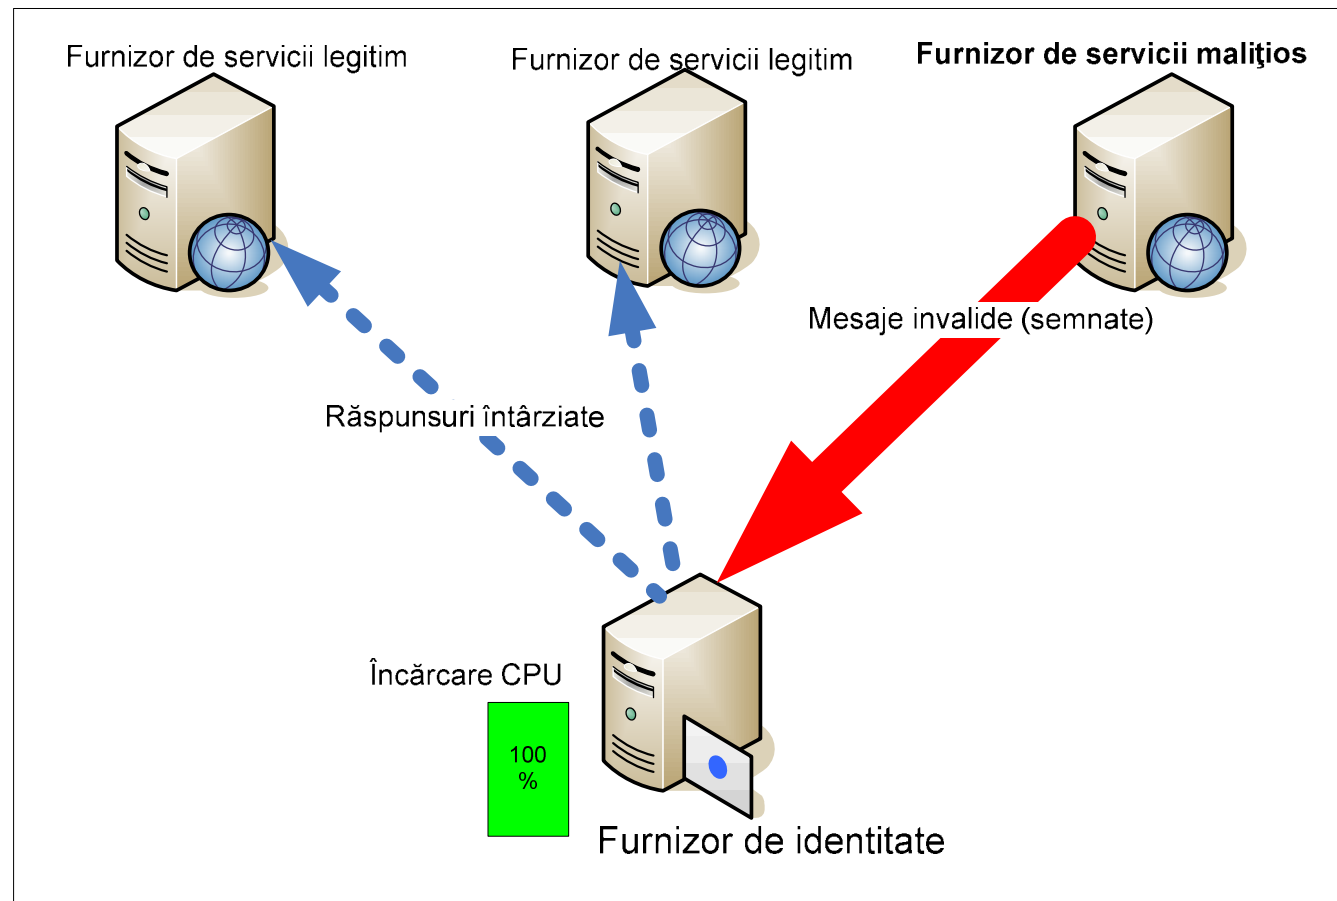 Furnizor de servicii legitim
Furnizor de servicii legitim
Furnizor de servicii maliţios
Mesaje invalide (semnate)
Răspunsuri întârziate
Încărcare CPU
100
%
Furnizor de identitate